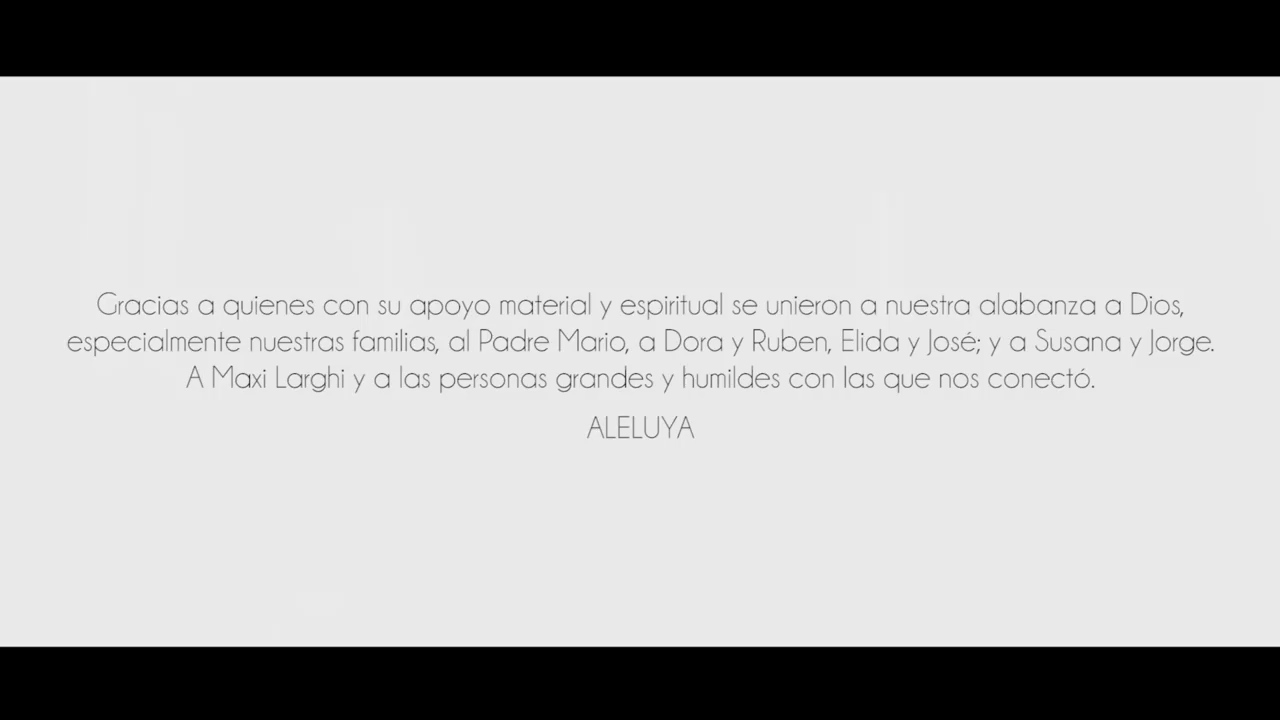 Gracias a quienes con su apoyo material y espiritual se unieron a nuestra alabanza a Dios,
especialmente nuestras familias, al Padre Mario, a Dora y Ruben, Elida y José; y a Susana y Jorge.
A Maxi Larghi y a las personas grandes y humildes con las que nos conectó.
ALELUYA